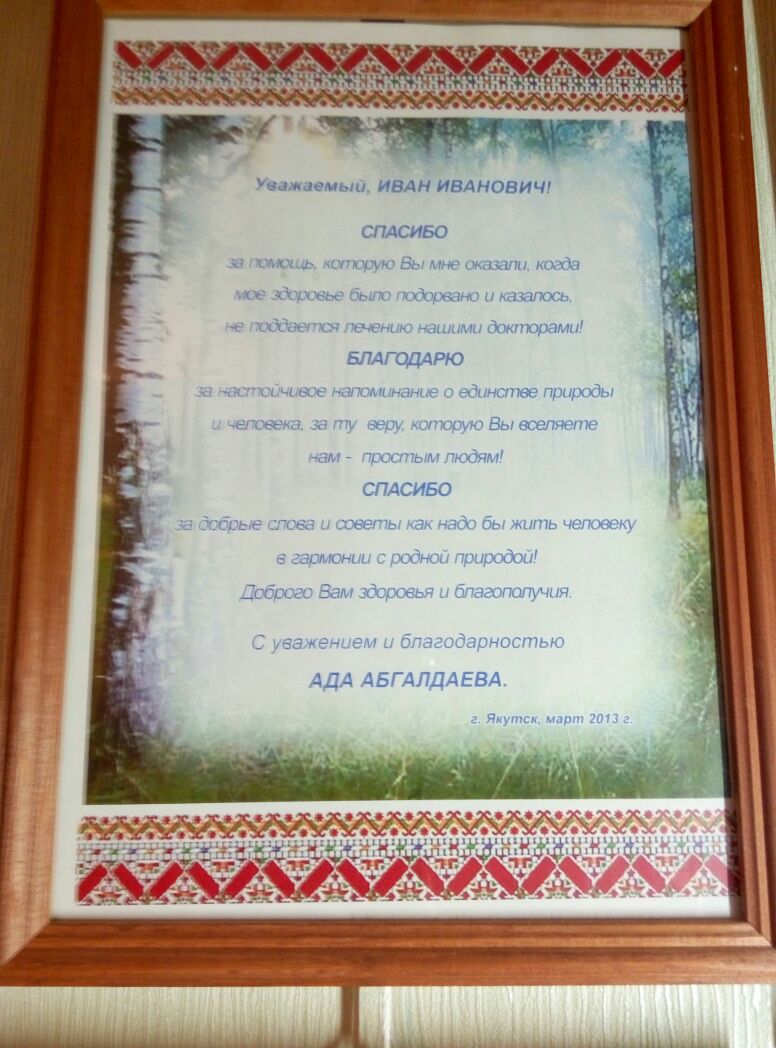 Уважаемый, ИВАН ИВАНОВИЧ!
СПАСИБО
за помощь, которую Вы мне оказали, когда
мое здоровье было подорвано и казалось,
не поддается лечению нашими докторами!
БЛАГОДАРЮ
за настойчивое напоминание о единстве природы
и человека, за ту веру, которую Вы вселяете
нам - простым людям!
СПАСИБО
за добрые слова и советы как надо бы жить человеку
в гармонии с родной природой!
Доброго Вам здоровья и благополучия.
С уважением и благодарностью
АДА АБГАЛДАЕВА.
г. Якутск, март 2013 г.